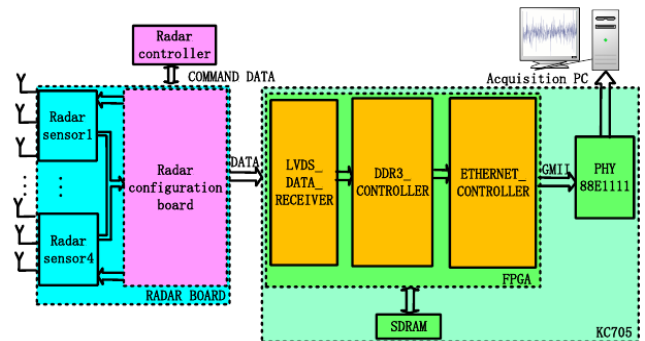 Radar
controller
COMMAND DATA
Acquisition PC
Radar
sensor1
Radar
configuration
board
DATA
LVDS_
DATA_
RECEIVER
DDR3_
CONTROLLER
ETHERNET_
CONTROLLER
GMII
PHY
88E1111
Radar
sensor4
RADAR BOARD
FPGA
SDRAM
KC705